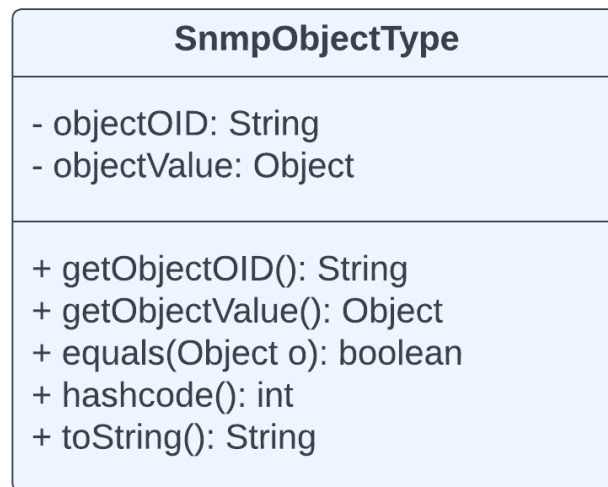 SnmpObjectType
- objectOID: String
- objectValue: Object
+ getObjectOID(): String
+ getObjectValue(): Object
+ equals(Object o): boolean
+ hashcode(): int
+ toString(): String